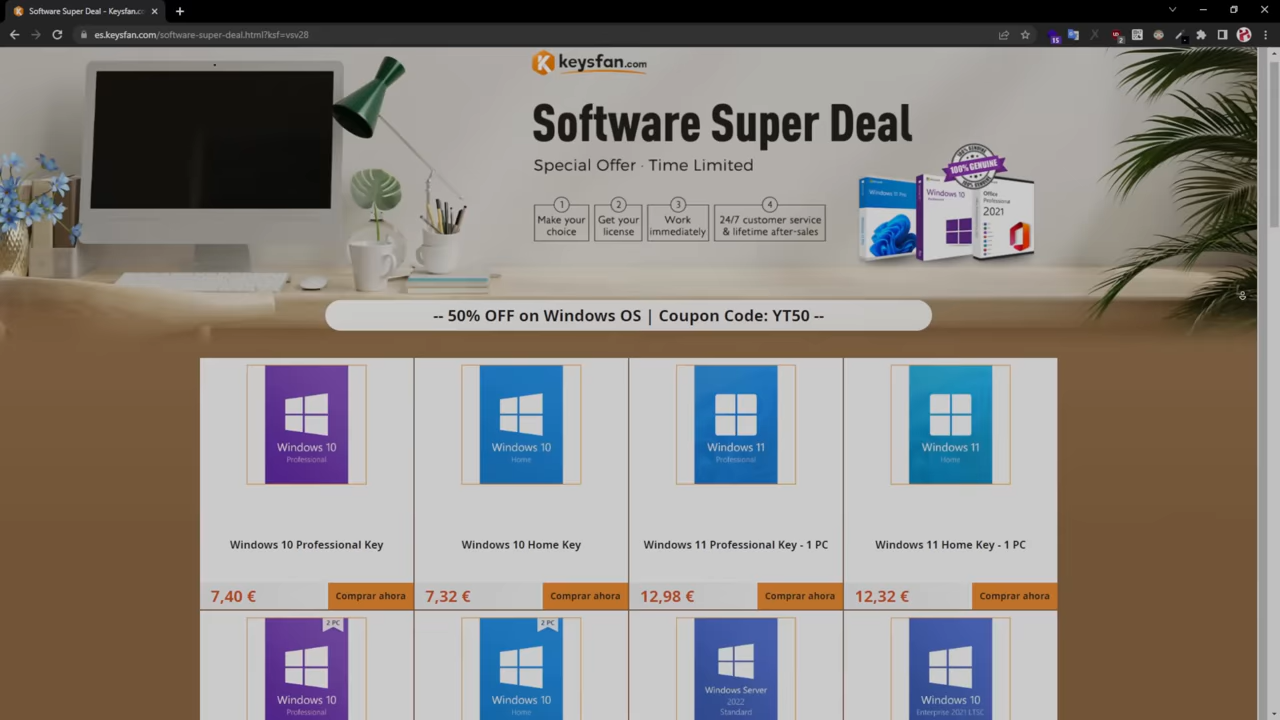 Software Super Deal - Keysfan.co
es.keysfan.com/software-super-deal.html?ksf=vsv28
15
2
keysfan.com
Software Super Deal
Special Offer · Time Limited
1
Make your
choice
2
Get your
license
3
Work
immediately
4
24/7 customer service
& lifetime after-sales
100% GENUINE
Windows 11 Pro
Windows 10
Office
Professional
2021
-- 50% OFF on Windows OS | Coupon Code: YT50 --
Windows 10
Professional
Windows 10
Home
Windows 11
Professional
Windows 11
Home
Windows 10 Professional Key
Windows 10 Home Key
Windows 11 Professional Key - 1 PC
Windows 11 Home Key - 1 PC
7,40 €
Comprar ahora
7,32 €
Comprar ahora
12,98 €
Comprar ahora
12,32 €
Comprar ahora
2 PC
Windows 10
Professional
2 PC
Windows 10
Home
Windows Server
2022
Standard
Windows 10
Enterprise 2021 LTSC